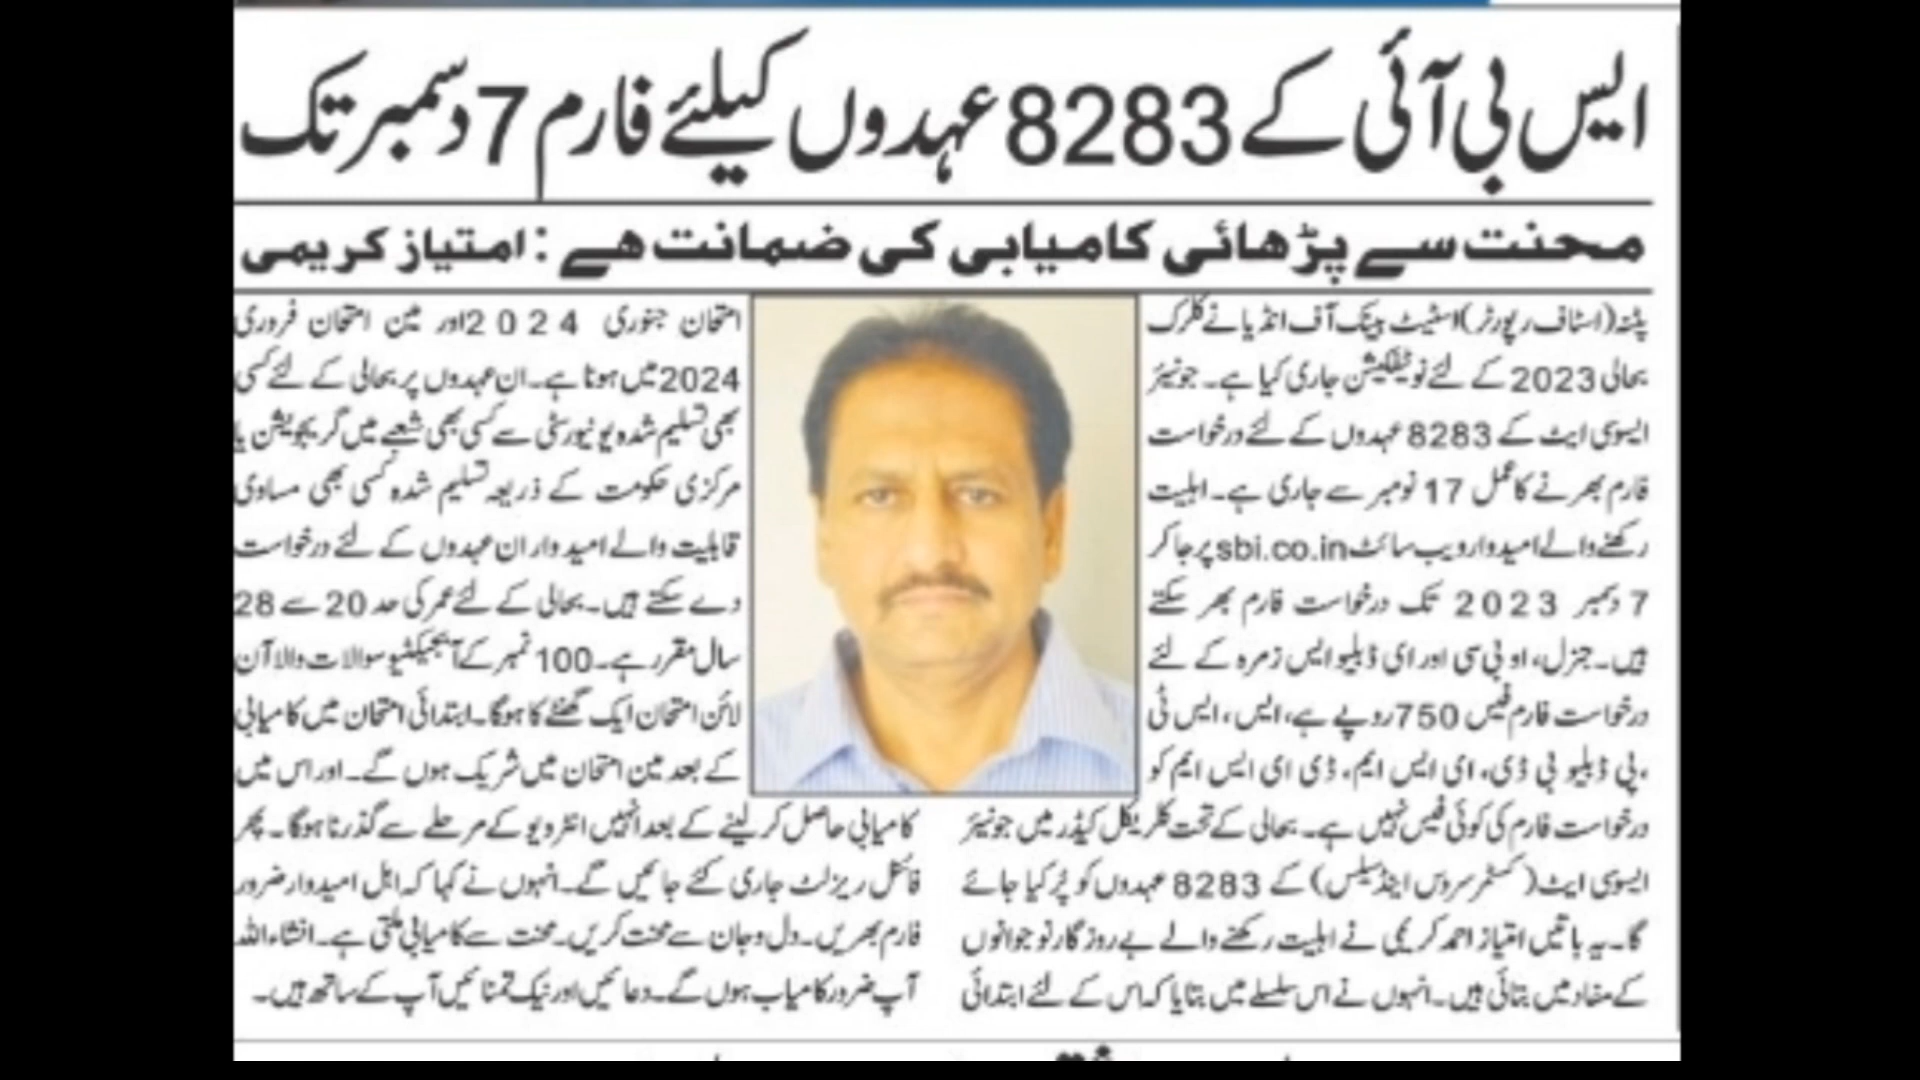 ایس بی آئی کے 8283 عہدوں کیلئے فارم 7 دسمبر تک
محنت سے پڑھائی کامیابی کی ضمانت ھے : امتیاز کریمی
پٹنہ (اسٹاف رپورٹر) اسٹیٹ بینک آف انڈیا نے کلرک
بحالی 2023 کے لئے نوٹیفکیشن جاری کیا ہے۔ جونیئر
ایسوسی ایٹ کے 8283 عہدوں کے لئے درخواست
فارم بھرنے کا عمل 17 نومبر سے جاری ہے۔ اہلیت
رکھنے والے امیدوار ویب سائٹ sbi.co.in پر جا کر
7 دسمبر 2023 تک درخواست فارم بھر سکتے
ہیں۔ جنرل، او بی سی اور ای ڈبلیو ایس زمرہ کے لئے
درخواست فارم فیس 750 روپے ہے، ایس، ایس ٹی
،پی ڈبلیو بی ڈی، ای ایس ایم، ڈی ای ایس ایم کو
درخواست فارم کی کوئی فیس نہیں ہے۔ بحالی کے تحت کلریکل کیڈر میں جونیئر
ایسوسی ایٹ (کسٹمر سروس اینڈ سیلس) کے 8283 عہدوں کو پُر کیا جائے
گا۔ یہ باتیں امتیاز احمد کریمی نے اہلیت رکھنے والے بے روزگار نوجوانوں
کے مفاد میں بتائی ہیں۔ انہوں نے اس سلسلے میں بتایا کہ اس کے لئے ابتدائی
امتحان جنوری 2024 اور مین امتحان فروری
2024 میں ہونا ہے۔ ان عہدوں پر بحالی کے لئے کسی
بھی تسلیم شدہ یونیورسٹی سے کسی بھی شعبے میں گریجویشن یا
مرکزی حکومت کے ذریعہ تسلیم شدہ کسی بھی مساوی
قابلیت والے امیدوار ان عہدوں کے لئے درخواست
دے سکتے ہیں۔ بحالی کے لئے عمر کی حد 20 سے 28
سال مقرر ہے۔ 100 نمبر کے آبجیکٹیو سوالات والا آن
لائن امتحان ایک گھنٹے کا ہوگا۔ ابتدائی امتحان میں کامیابی
کے بعد مین امتحان میں شریک ہوں گے۔ اور اس میں
کامیابی حاصل کر لینے کے بعد انہیں انٹرویو کے مرحلے سے گذرنا ہوگا۔ پھر
فائنل ریزلٹ جاری کئے جائیں گے۔ انہوں نے کہا کہ اہل امیدوار ضرور
فارم بھریں۔ دل و جان سے محنت کریں۔ محنت سے کامیابی ملتی ہے۔ انشاءاللہ
آپ ضرور کامیاب ہوں گے۔ دعائیں اور نیک تمنائیں آپ کے ساتھ ہیں۔